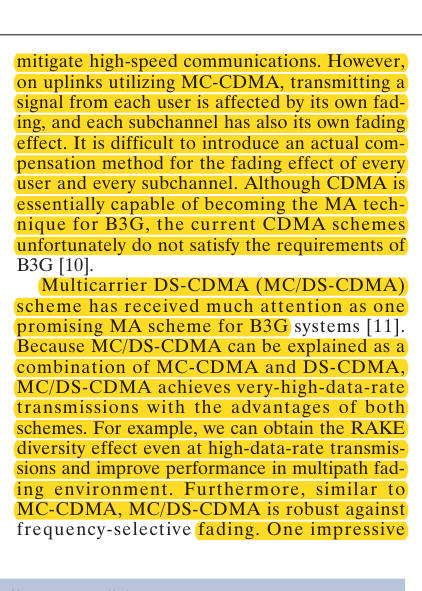 mitigate high-speed communications. However,
on uplinks utilizing MC-CDMA, transmitting a
signal from each user is affected by its own fad-
ing, and each subchannel has also its own fading
effect. It is difficult to introduce an actual com-
pensation method for the fading effect of every
user and every subchannel. Although CDMA is
essentially capable of becoming the MA tech-
nique for B3G, the current CDMA schemes
unfortunately do not satisfy the requirements of
B3G [10].
Multicarrier DS-CDMA (MC/DS-CDMA)
scheme has received much attention as one
promising MA scheme for B3G systems [11].
Because MC/DS-CDMA can be explained as a
combination of MC-CDMA and DS-CDMA,
MC/DS-CDMA achieves very-high-data-rate
transmissions with the advantages of both
schemes. For example, we can obtain the RAKE
diversity effect even at high-data-rate transmis-
sions and improve performance in multipath fad-
ing environment. Furthermore, similar to
MC-CDMA, MC/DS-CDMA is robust against
frequency-selective fading. One impressive